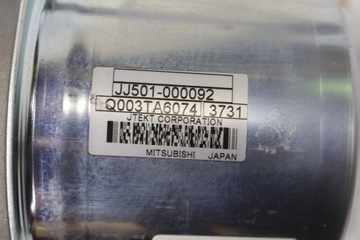 JJ501-000092
Q003TA6074 3731
JTEKT CORPORATION
MITSUBISHI JAPAN